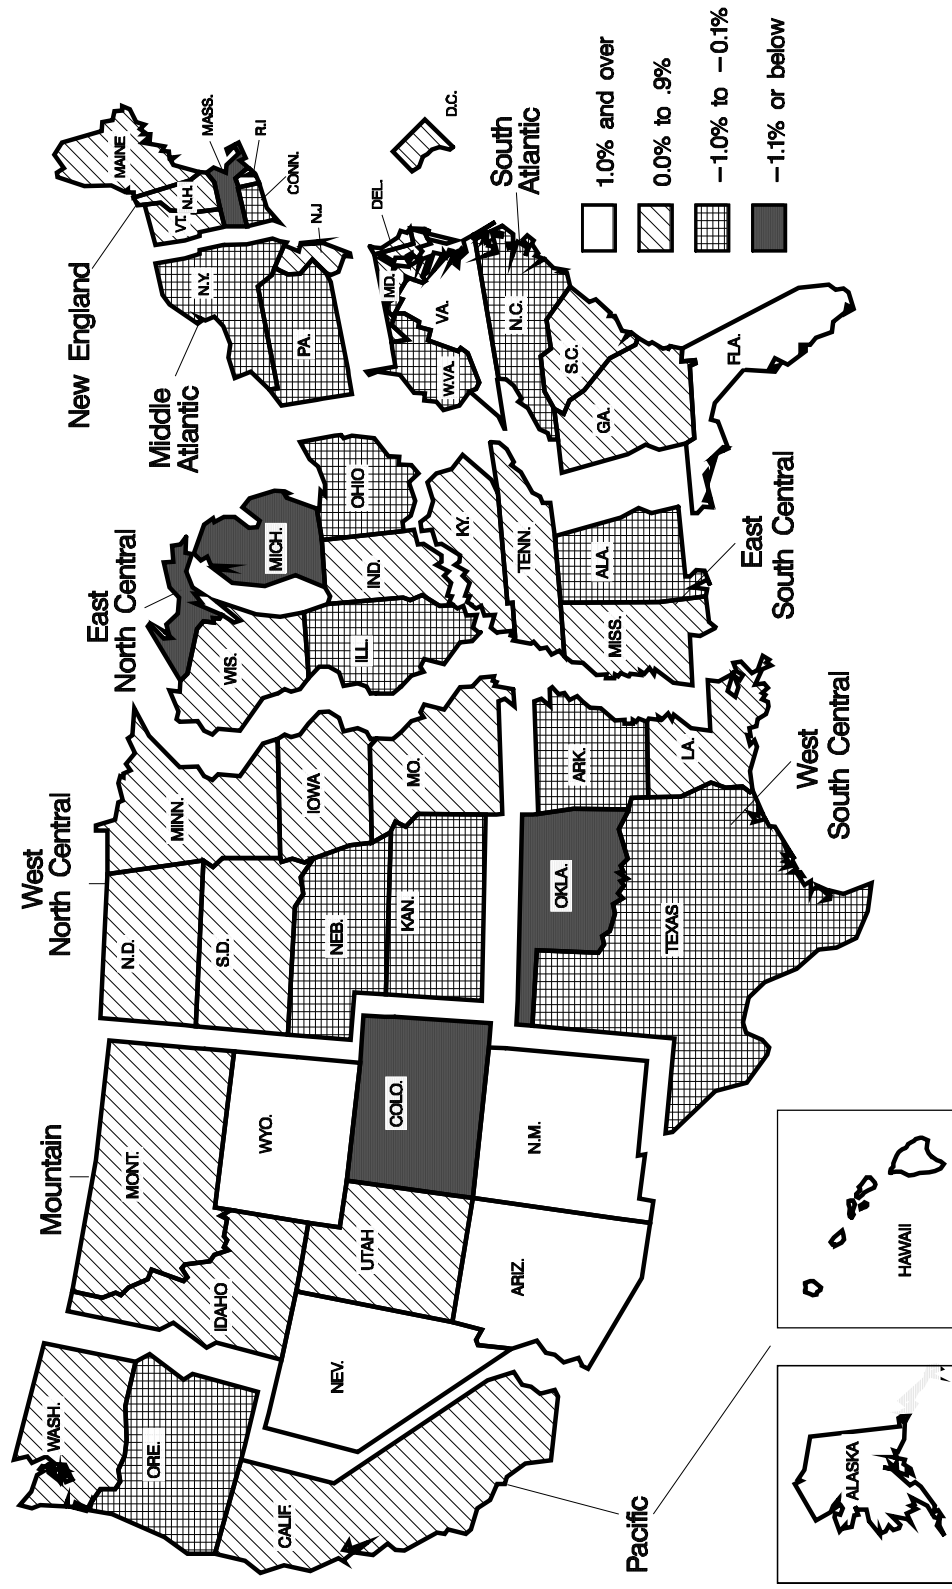 Pacific
Mountain
West
North Central
East
North Central
Middle
Atlantic
New England
WASH.
ORE.
CALIF.
NEV.
IDAHO
MONT.
WYO.
UTAH
COLO.
ARIZ.
N.M.
N.D.
S.D.
NEB.
KAN.
MINN.
IOWA
MO.
WIS.
MICH.
ILL.
IND.
OHIO
N.Y.
PA.
N.J
MAINE
VT.
N.H.
MASS.
R.I
CONN.
OKLA.
TEXAS
ARK.
LA.
KY.
TENN.
MISS.
ALA.
DEL.
MD.
D.C.
VA.
W.VA.
N.C.
S.C.
GA.
FLA.
ALASKA
HAWAII
West
South Central
East
South Central
South
Atlantic
1.0% and over
0.0% to .9%
−1.0% to −0.1%
−1.1% or below